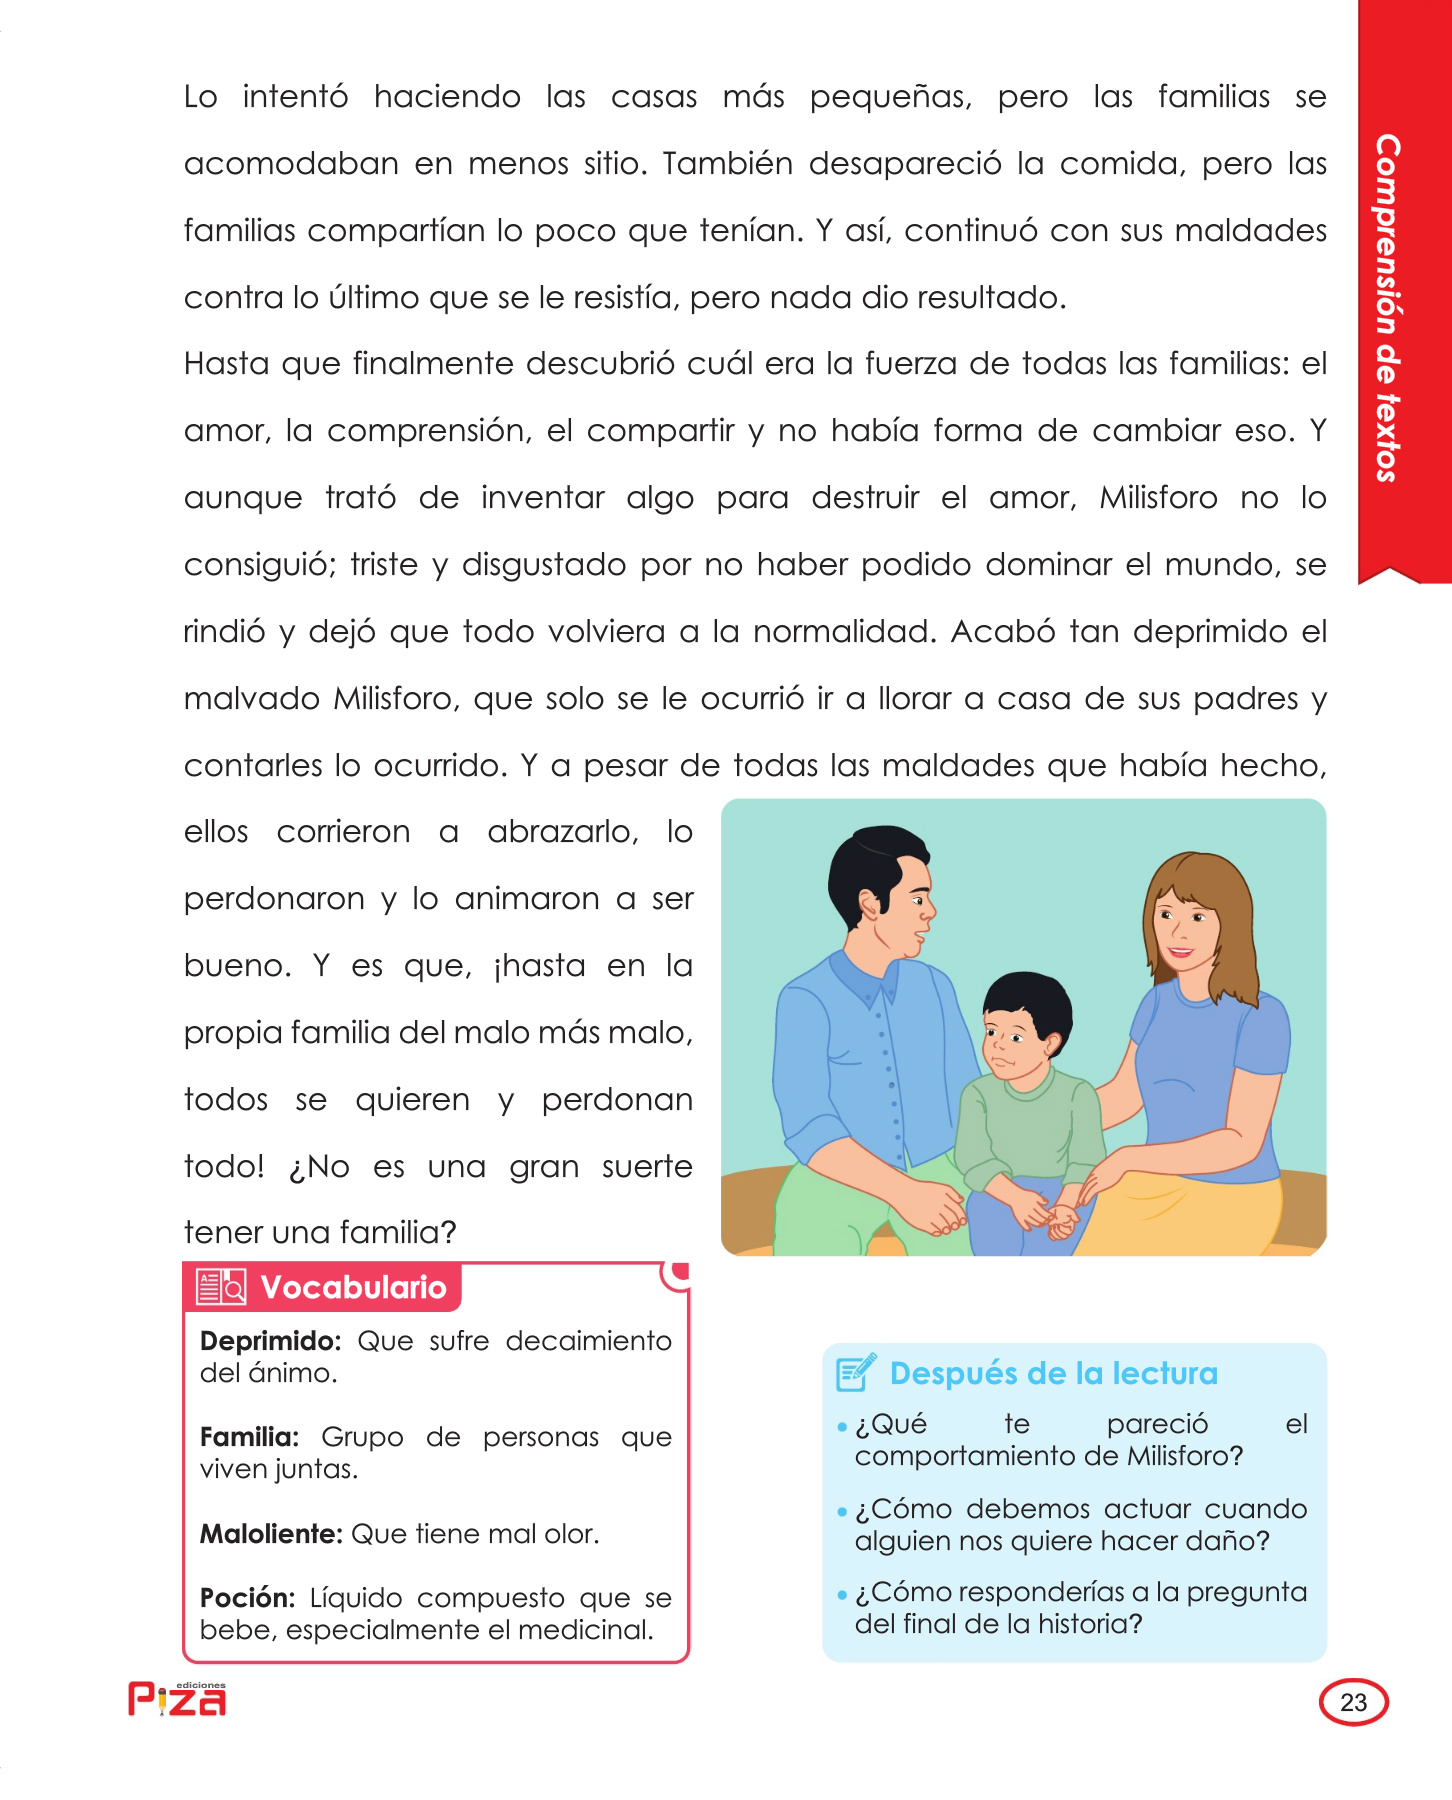 Lo intentó haciendo las casas más pequeñas, pero las familias se
acomodaban en menos sitio. También desapareció la comida, pero las
familias compartían lo poco que tenían. Y así, continuó con sus maldades
contra lo último que se le resistía, pero nada dio resultado.
Hasta que finalmente descubrió cuál era la fuerza de todas las familias: el
amor, la comprensión, el compartir y no había forma de cambiar eso. Y
aunque trató de inventar algo para destruir el amor, Milisforo no lo
consiguió; triste y disgustado por no haber podido dominar el mundo, se
rindió y dejó que todo volviera a la normalidad. Acabó tan deprimido el
malvado Milisforo, que solo se le ocurrió ir a llorar a casa de sus padres y
contarles lo ocurrido. Y a pesar de todas las maldades que había hecho,
ellos corrieron a abrazarlo, lo
perdonaron y lo animaron a ser
bueno. Y es que, ¡hasta en la
propia familia del malo más malo,
todos se quieren y perdonan
todo! ¿No es una gran suerte
tener una familia?
Comprensión de textos
Vocabulario
Deprimido: Que sufre decaimiento
del ánimo.
Familia: Grupo de personas que
viven juntas.
Maloliente: Que tiene mal olor.
Poción: Líquido compuesto que se
bebe, especialmente el medicinal.
Después de la lectura
• ¿Qué te pareció el
comportamiento de Milisforo?
• ¿Cómo debemos actuar cuando
alguien nos quiere hacer daño?
• ¿Cómo responderías a la pregunta
del final de la historia?
ediciones
Piza
23